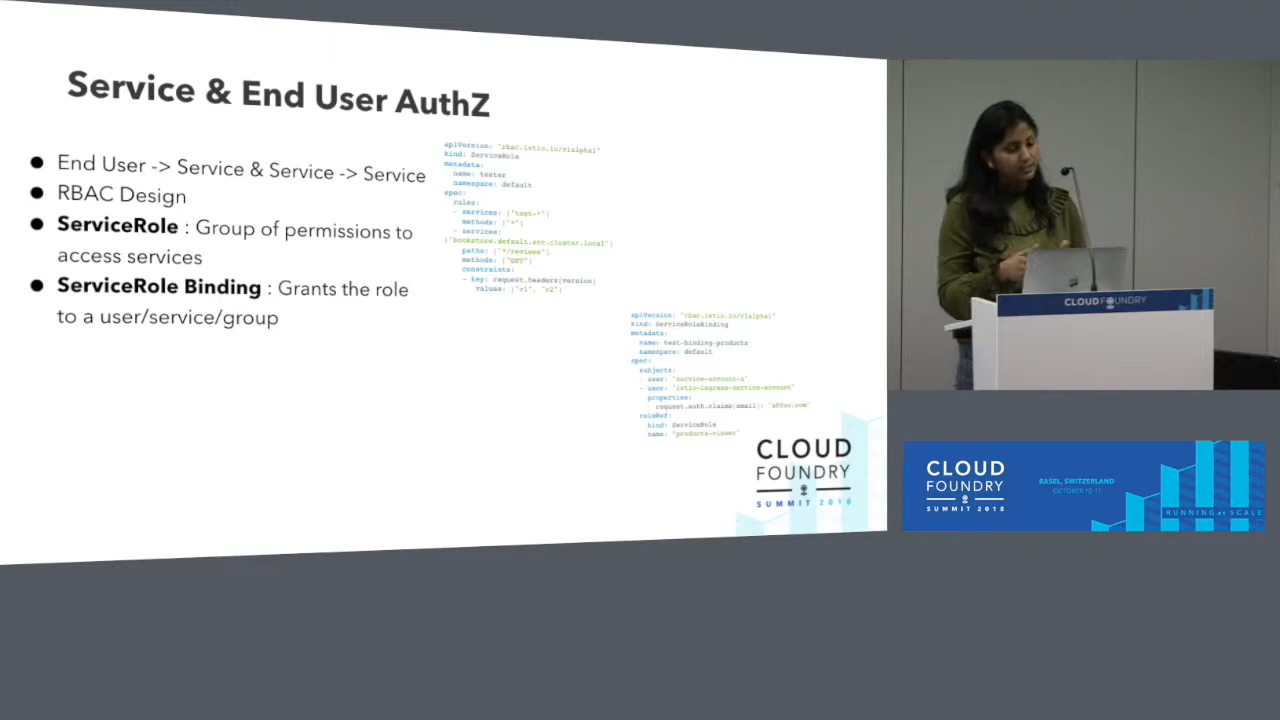 Service & End User AuthZ
● End User -> Service & Service -> Service
● RBAC Design
● ServiceRole : Group of permissions to
access services
● ServiceRole Binding : Grants the role
to a user/service/group
apiVersion: "rbac.istio.io/v1alpha1"
kind: ServiceRole
metadata:
name: tester
namespace: default
spec:
rules:
- services: ["test-*"]
methods: ["*"]
- services:
["bookstore.default.svc.cluster.local"]
paths: ["*/reviews"]
methods: ["GET"]
constraints:
- key: request.headers[version]
values: ["v1", "v2"]
apiVersion: "rbac.istio.io/v1alpha1"
kind: ServiceRoleBinding
metadata:
name: test-binding-products
namespace: default
spec:
subjects:
- user: "service-account-a"
- user: "istio-ingress-service-account"
properties:
request.auth.claims[email]: "a@foo.com"
roleRef:
kind: ServiceRole
name: "products-viewer"
CLOUD
FOUNDRY
SUMMIT 2018
CLOUD FOUNDRY
CLOUD
FOUNDRY
SUMMIT 2018
BASEL, SWITZERLAND
OCTOBER 10-11
RUNNING AT SCALE